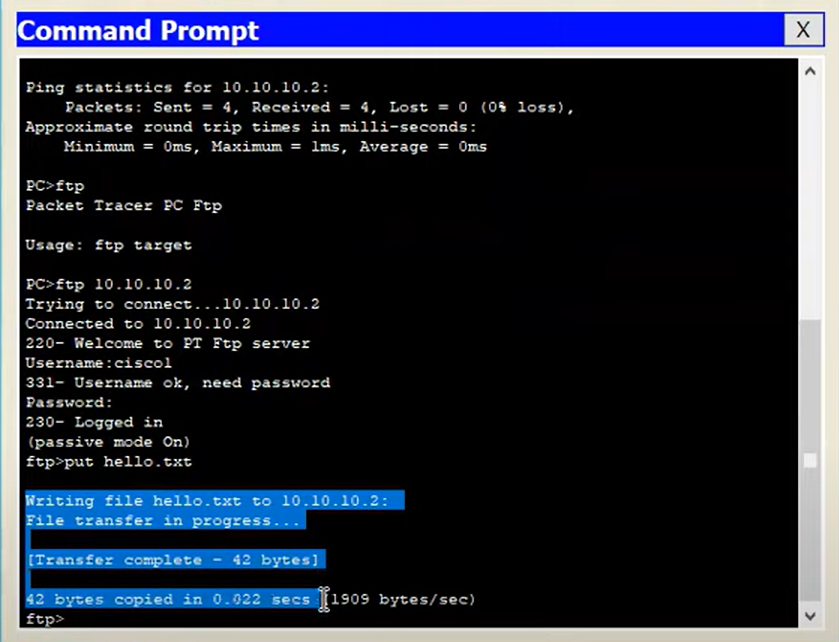 Command Prompt
X
Ping statistics for 10.10.10.2:
Packets: Sent = 4, Received = 4, Lost = 0 (0% loss),
Approximate round trip times in milli-seconds:
Minimum = 0ms, Maximum = 1ms, Average = 0ms
PC>ftp
Packet Tracer PC Ftp
Usage: ftp target
PC>ftp 10.10.10.2
Trying to connect...10.10.10.2
Connected to 10.10.10.2
220- Welcome to PT Ftp server
Username:cisco1
331- Username ok, need password
Password:
230- Logged in
(passive mode On)
ftp>put hello.txt
Writing file hello.txt to 10.10.10.2:
File transfer in progress...
[Transfer complete - 42 bytes]
42 bytes copied in 0.022 secs (1909 bytes/sec)
ftp>